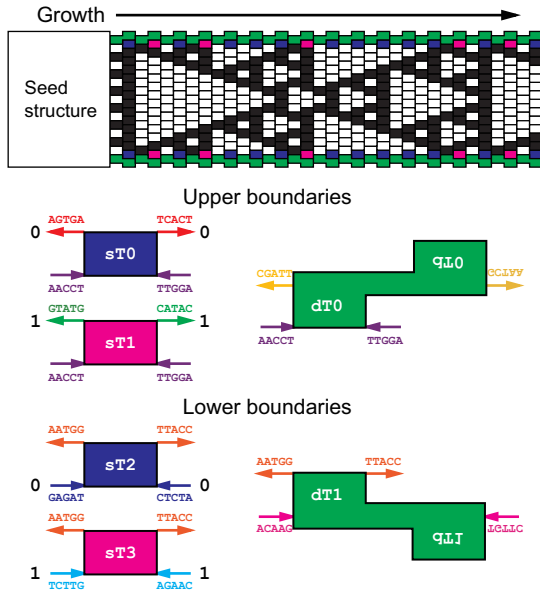 Growth
Seed
structure
Upper boundaries
AGTGA TCACT
0 sT0 0
AACCT TTGGA
GTATG CATAC
1 sT1 1
AACCT TTGGA
dT0
CGATT
dT0
AACCT TTGGA
Lower boundaries
AATGG TTACC
sT2
0 0
GAGAT CTCTA
AATGG TTACC
sT3
1 1
TCTTG AGAAC
AATGG TTACC
dT1
ACAAG
dT1